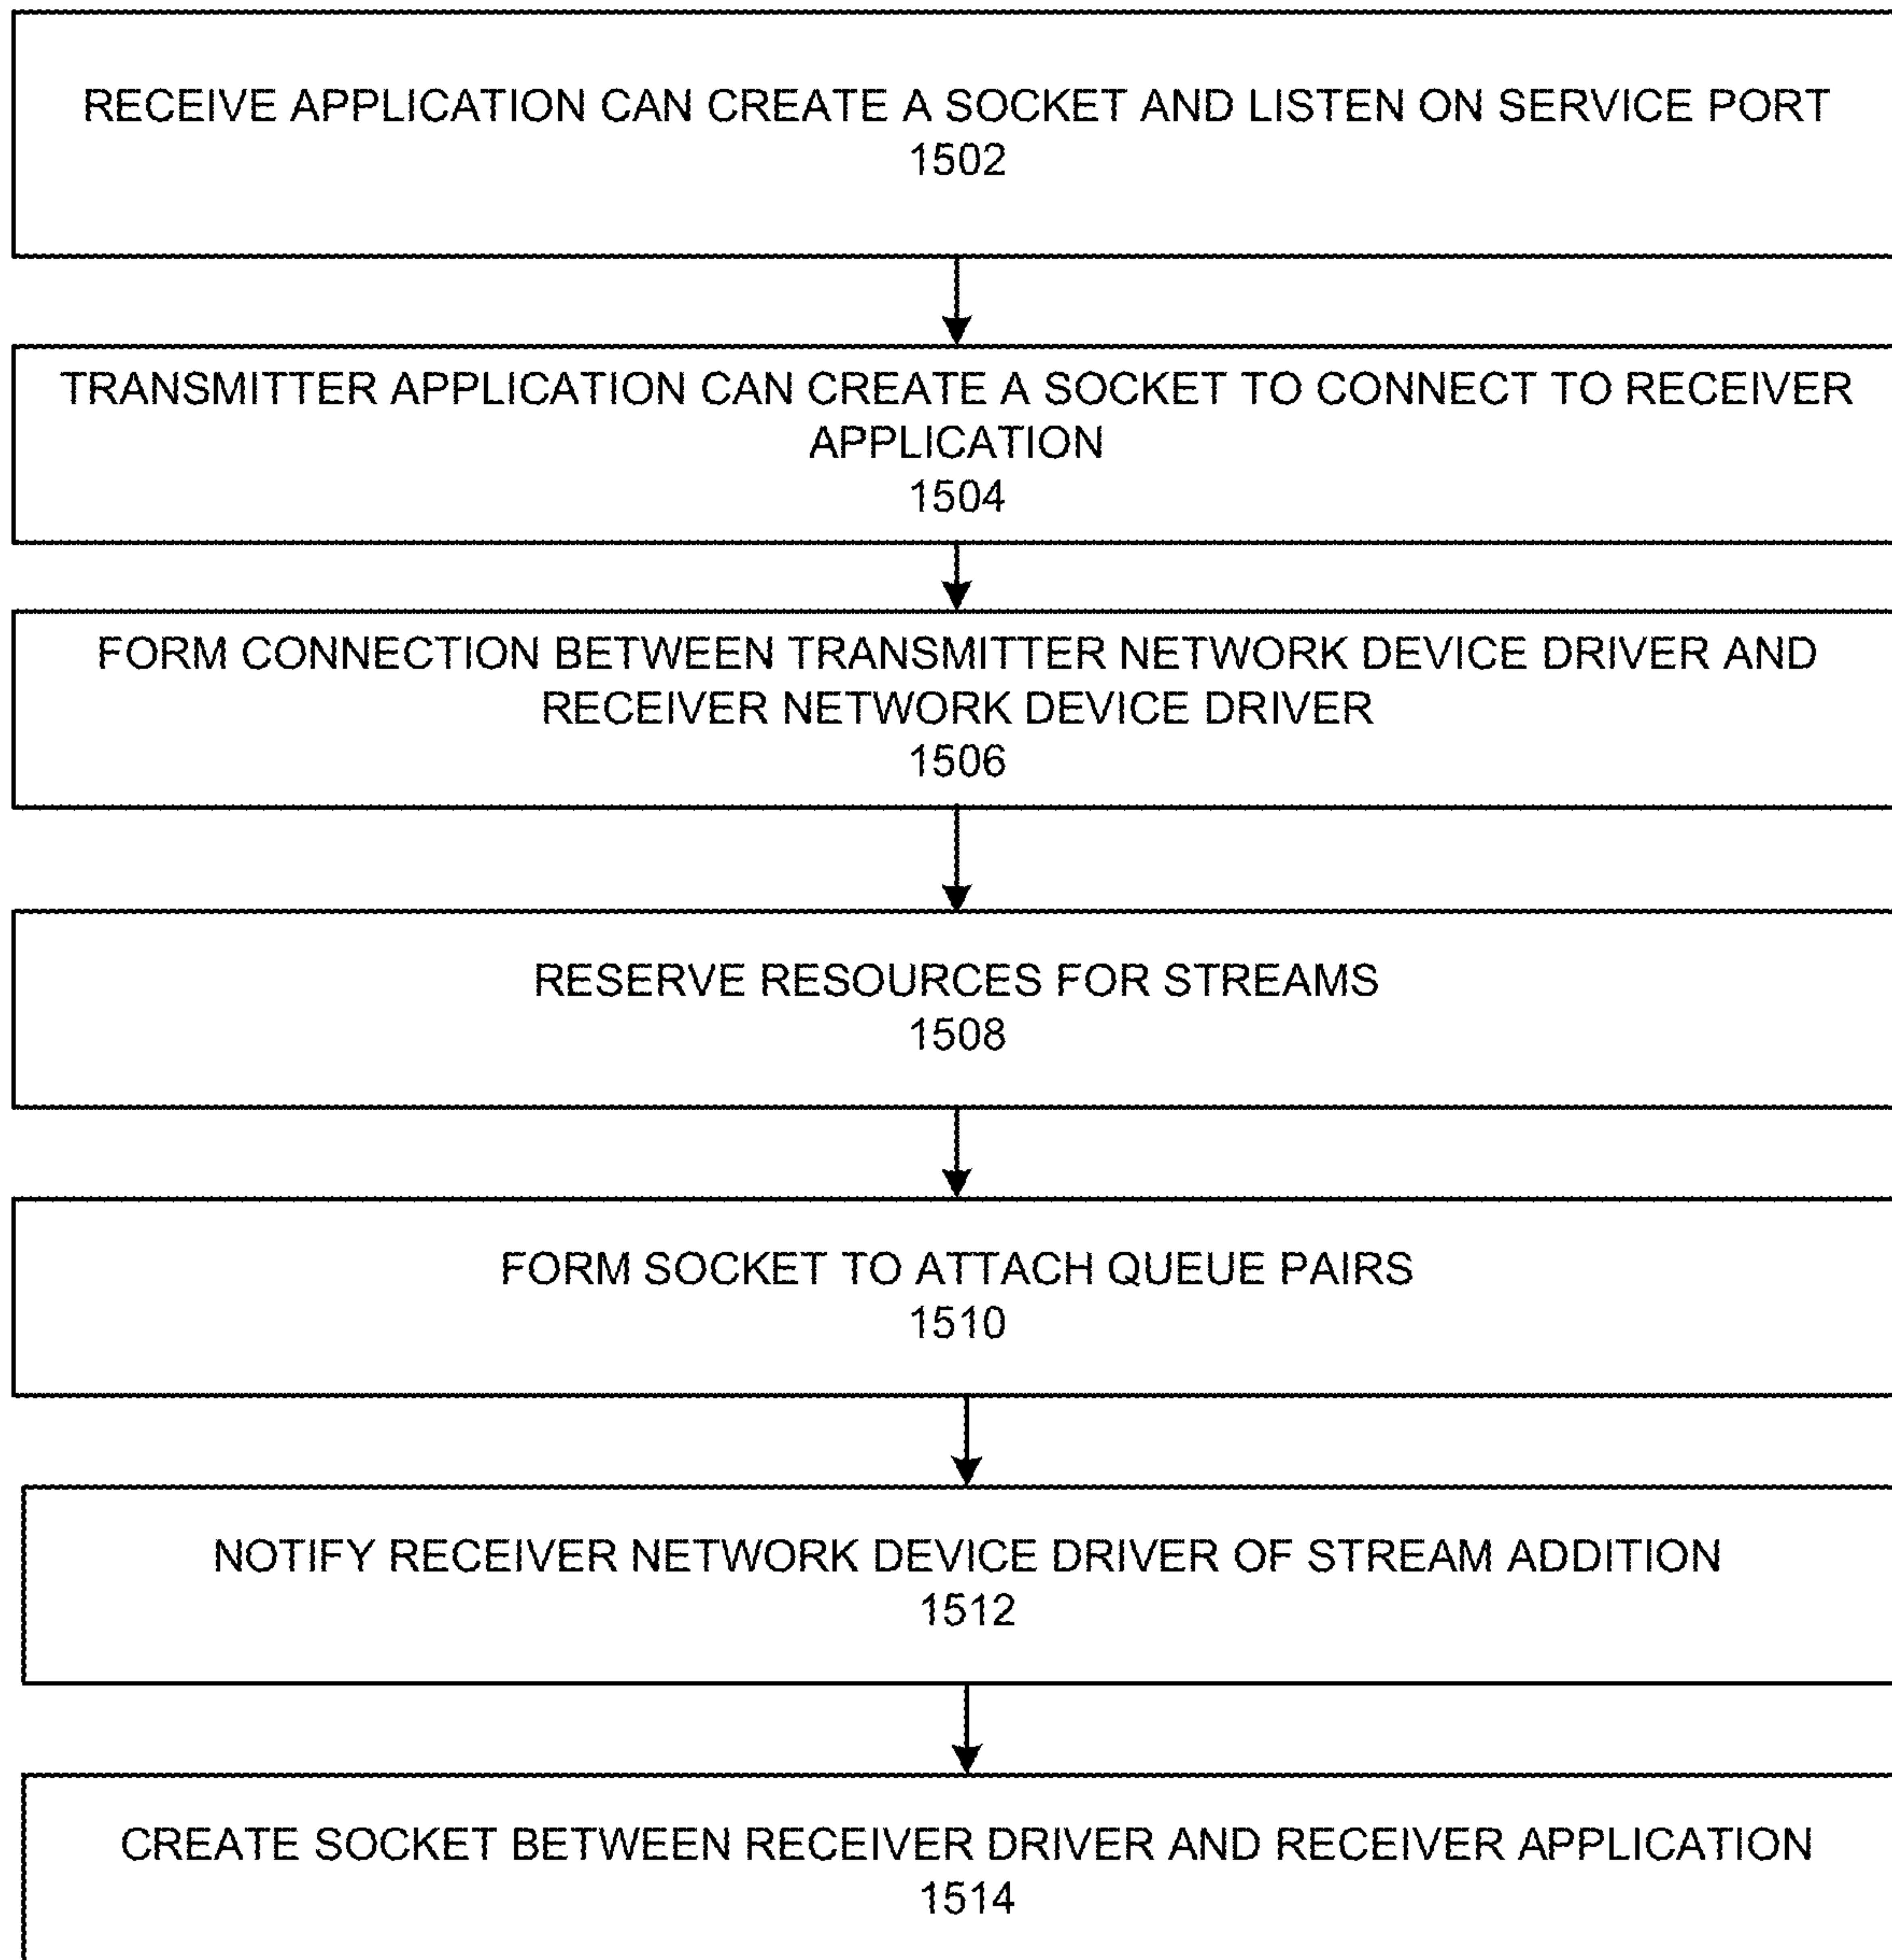 RECEIVE APPLICATION CAN CREATE A SOCKET AND LISTEN ON SERVICE PORT
1502
TRANSMITTER APPLICATION CAN CREATE A SOCKET TO CONNECT TO RECEIVER
APPLICATION
1504
FORM CONNECTION BETWEEN TRANSMITTER NETWORK DEVICE DRIVER AND
RECEIVER NETWORK DEVICE DRIVER
1506
RESERVE RESOURCES FOR STREAMS
1508
FORM SOCKET TO ATTACH QUEUE PAIRS
1510
NOTIFY RECEIVER NETWORK DEVICE DRIVER OF STREAM ADDITION
1512
CREATE SOCKET BETWEEN RECEIVER DRIVER AND RECEIVER APPLICATION
1514